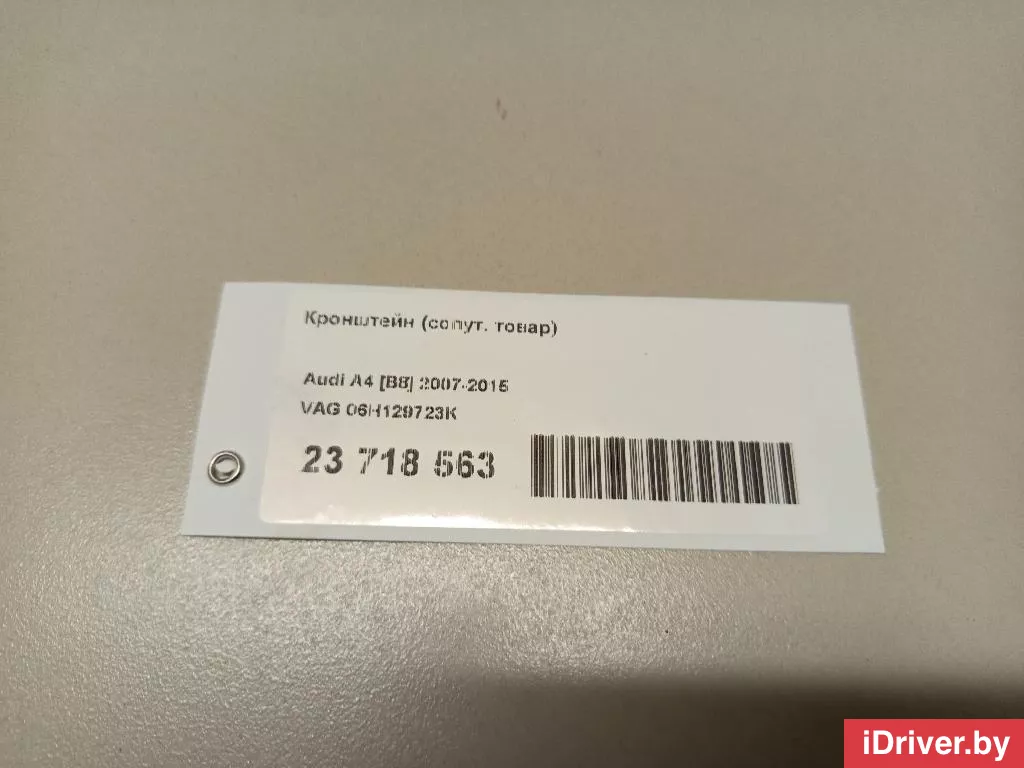 Кронштейн (сопут. товар)
Audi A4 [B8] 2007-2015
VAG 06H129723K
23 718 563
iDriver.by